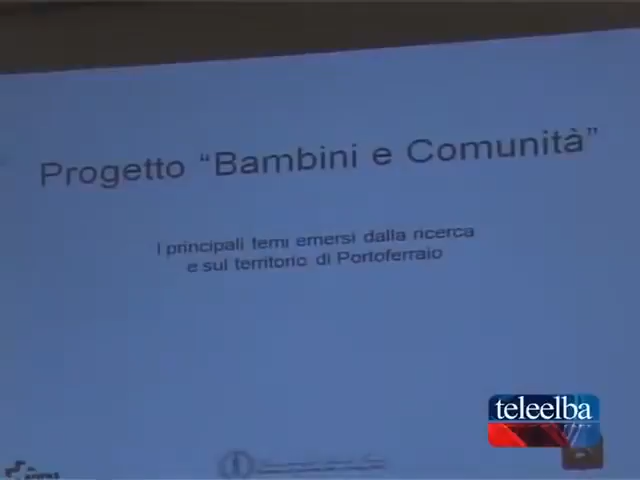 Progetto “Bambini e Comunità”
I principali temi emersi dalla ricerca
e sul territorio di Portoferraio
teleelba